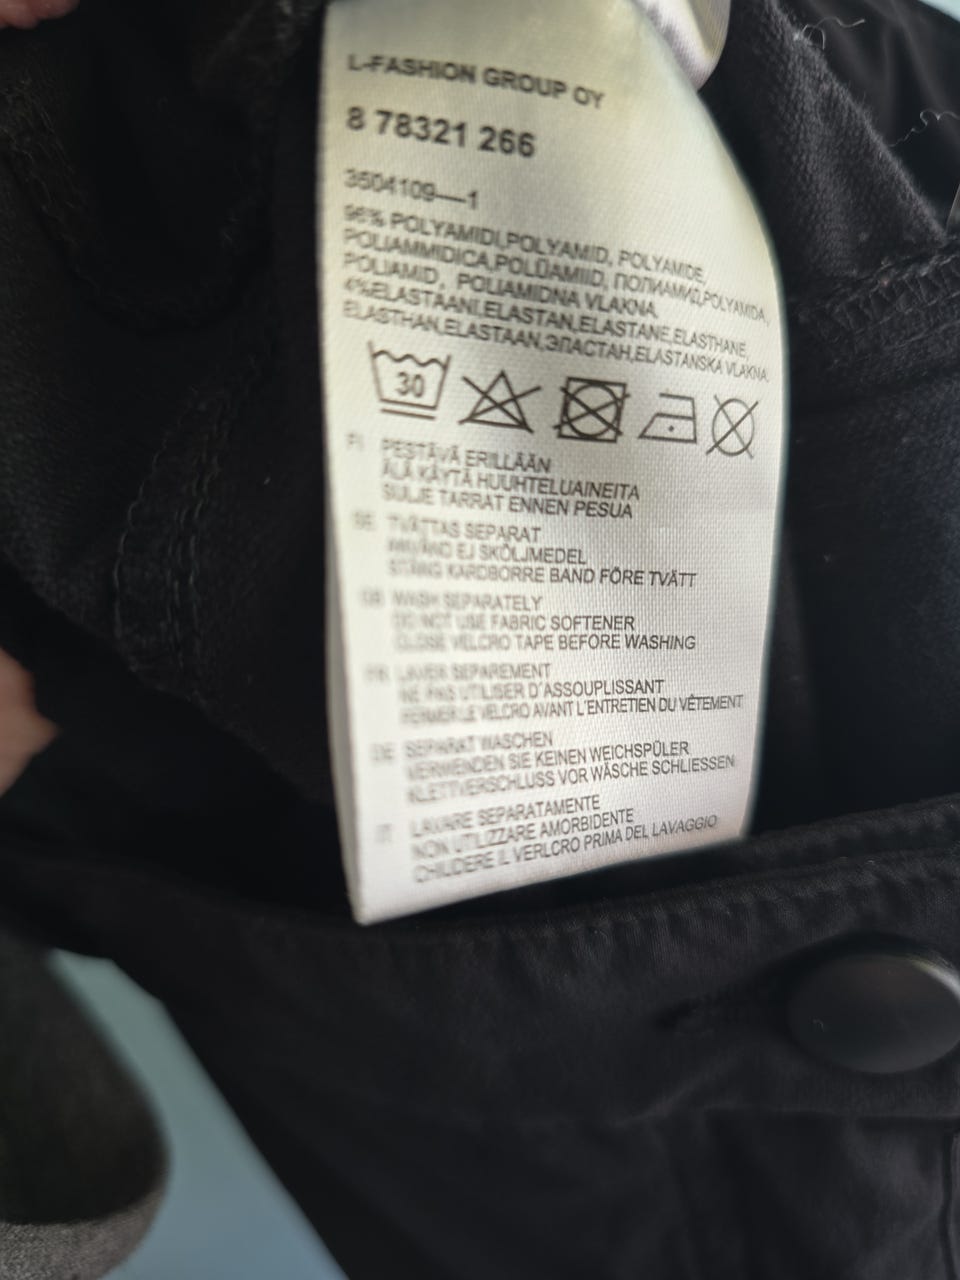 L-FASHION GROUP OY
8 78321 266
3504109—1
96% POLYAMIDI,POLYAMID, POLYAMIDE,
POLIAMMIDICA,POLÜAMIID, ПОЛИАМИД,POLYAMIDA,
POLIAMID, POLIAMIDNA VLAKNA.
4%ELASTAANI,ELASTAN,ELASTANE,ELASTHANE,
ELASTHAN,ELASTAAN,ЭЛАСТАН,ELASTANSKA VLAKNA.
30
FI PESTÄVÄ ERILLÄÄN
ÄLÄ KÄYTÄ HUUHTELUAINEITA
SULJE TARRAT ENNEN PESUA
SE TVÄTTAS SEPARAT
ANVÄND EJ SKÖLJMEDEL
STÄNG KARDBORRE BAND FÖRE TVÄTT
GB WASH SEPARATELY
DO NOT USE FABRIC SOFTENER
CLOSE VELCRO TAPE BEFORE WASHING
FR LAVER SEPAREMENT
NE PAS UTILISER D'ASSOUPLISSANT
FERMER LE VELCRO AVANT L'ENTRETIEN DU VÊTEMENT
DE SEPARAT WASCHEN
VERWENDEN SIE KEINEN WEICHSPÜLER
KLETTVERSCHLUSS VOR WÄSCHE SCHLIESSEN
IT LAVARE SEPARATAMENTE
NON UTILIZZARE AMORBIDENTE
CHILDERE IL VERLCRO PRIMA DEL LAVAGGIO